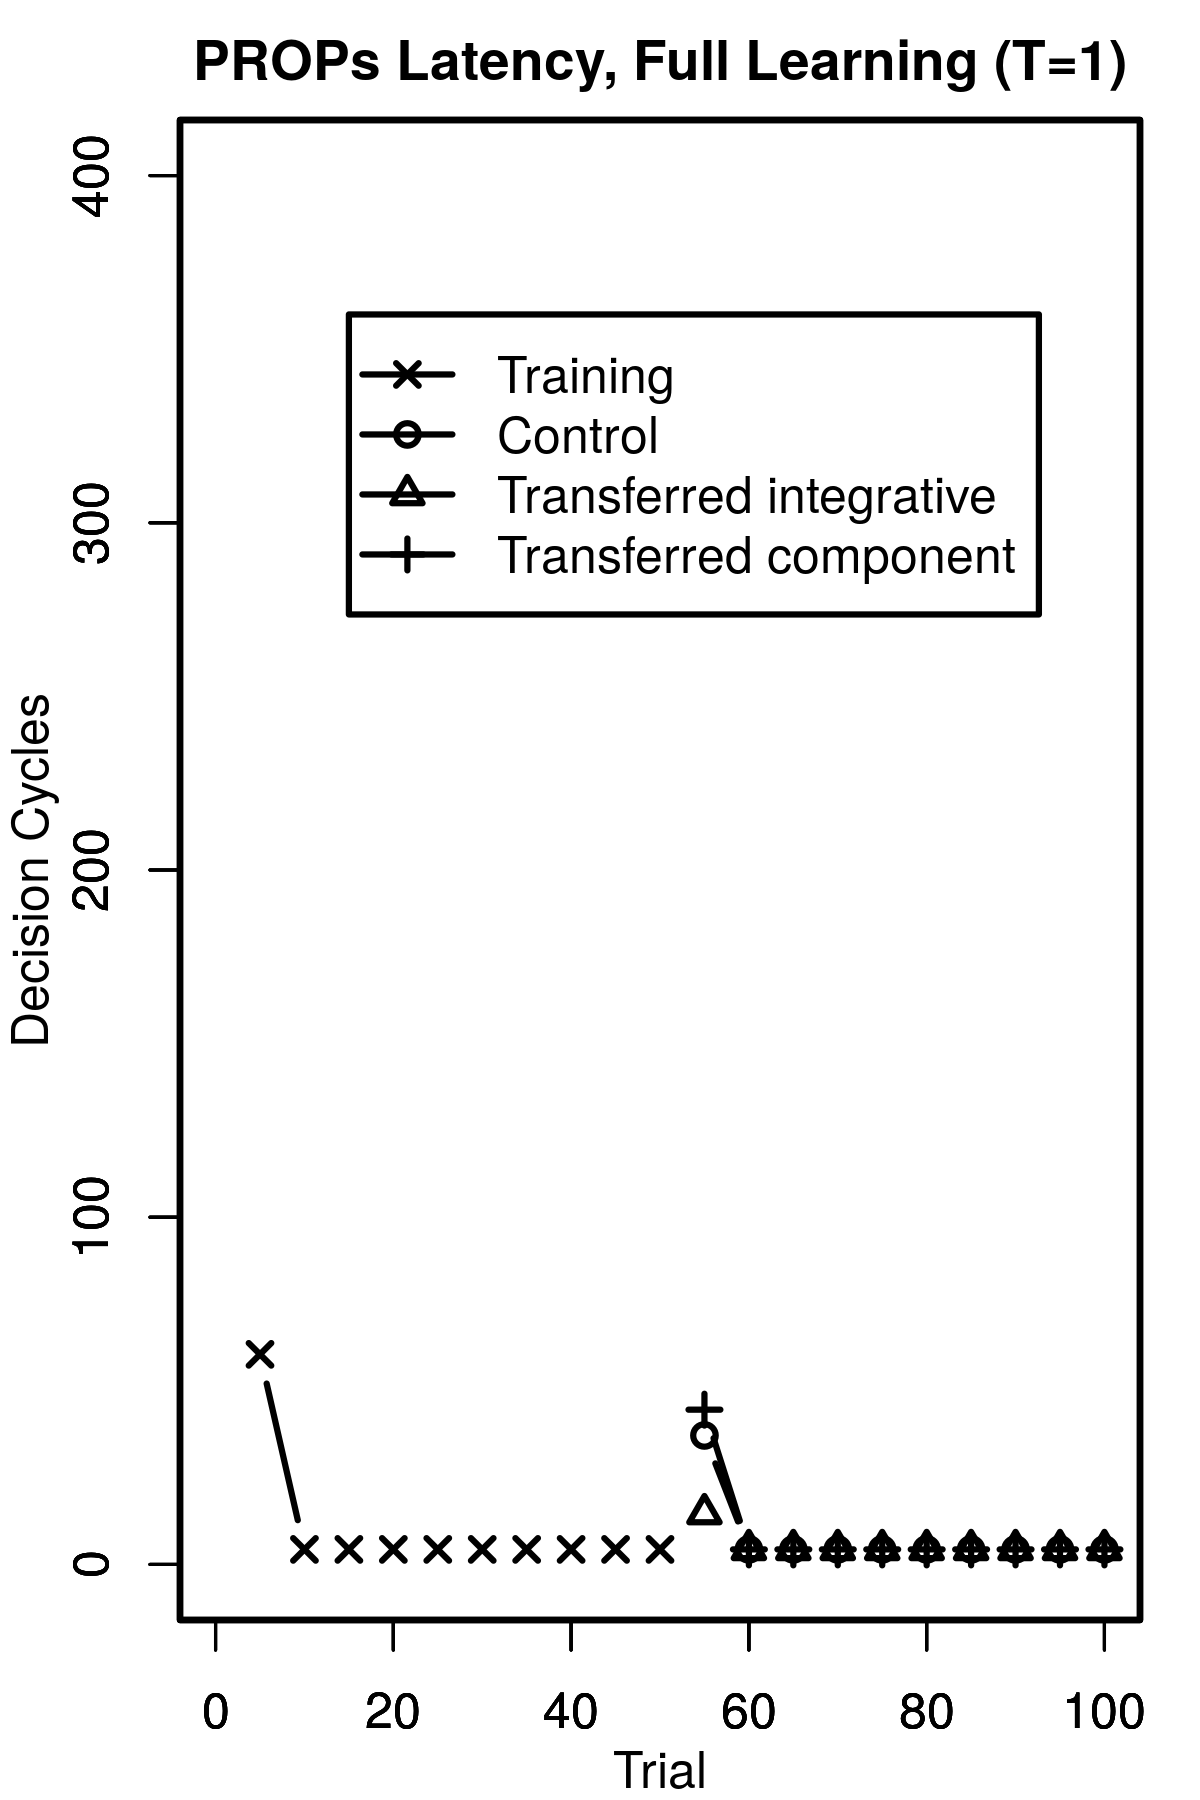 PROPs Latency, Full Learning (T=1)
400
300
200
100
0
Decision Cycles
Training
Control
Transferred integrative
Transferred component
0 20 40 60 80 100
Trial